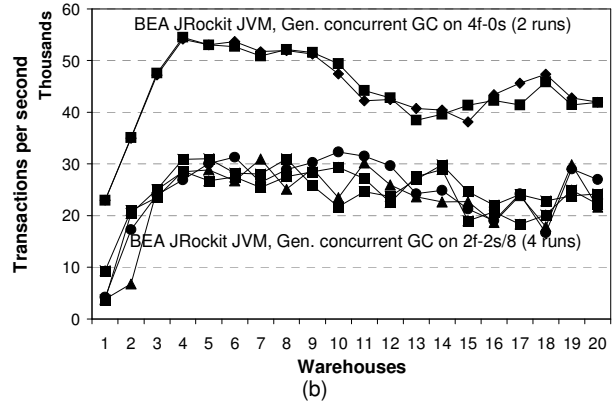 BEA JRockit JVM, Gen. concurrent GC on 4f-0s (2 runs)
Transactions per second
Thousands
60
50
40
30
20
10
0
BEA JRockit JVM, Gen. concurrent GC on 2f-2s/8 (4 runs)
1 2 3 4 5 6 7 8 9 10 11 12 13 14 15 16 17 18 19 20
Warehouses
(b)